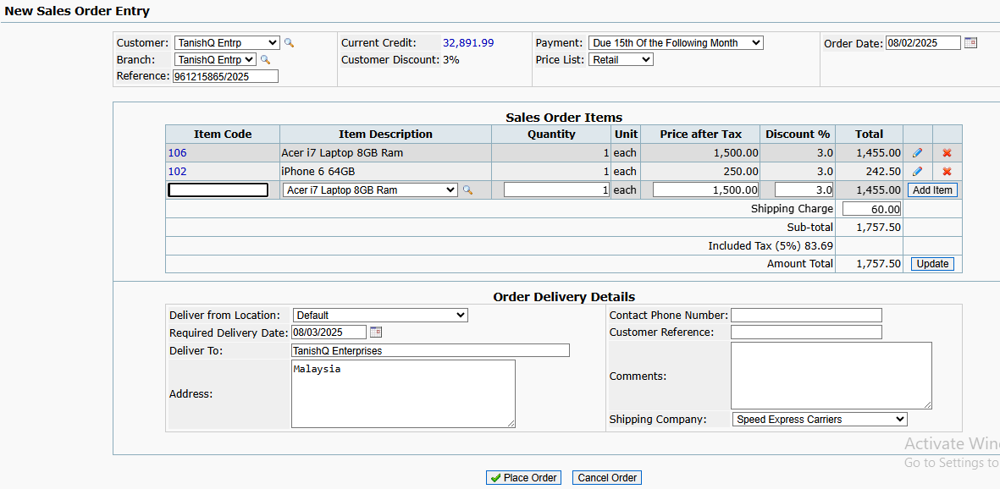 New Sales Order Entry
Customer: TanishQ Entrp Current Credit: 32,891.99 Payment: Due 15th Of the Following Month Order Date: 08/02/2025
Branch: TanishQ Entrp Customer Discount: 3% Price List: Retail
Reference: 961215865/2025
Sales Order Items
Item Code Item Description Quantity Unit Price after Tax Discount % Total
106 Acer i7 Laptop 8GB Ram 1 each 1,500.00 3.0 1,455.00
102 iPhone 6 64GB 1 each 250.00 3.0 242.50
Acer i7 Laptop 8GB Ram 1 each 1,500.00 3.0 1,455.00 Add Item
Shipping Charge 60.00
Sub-total 1,757.50
Included Tax (5%) 83.69
Amount Total 1,757.50 Update
Order Delivery Details
Deliver from Location: Default Contact Phone Number:
Required Delivery Date: 08/03/2025 Customer Reference:
Deliver To: TanishQ Enterprises
Address: Malaysia Comments:
Shipping Company: Speed Express Carriers
Activate Win
Go to Settings to
Place Order Cancel Order